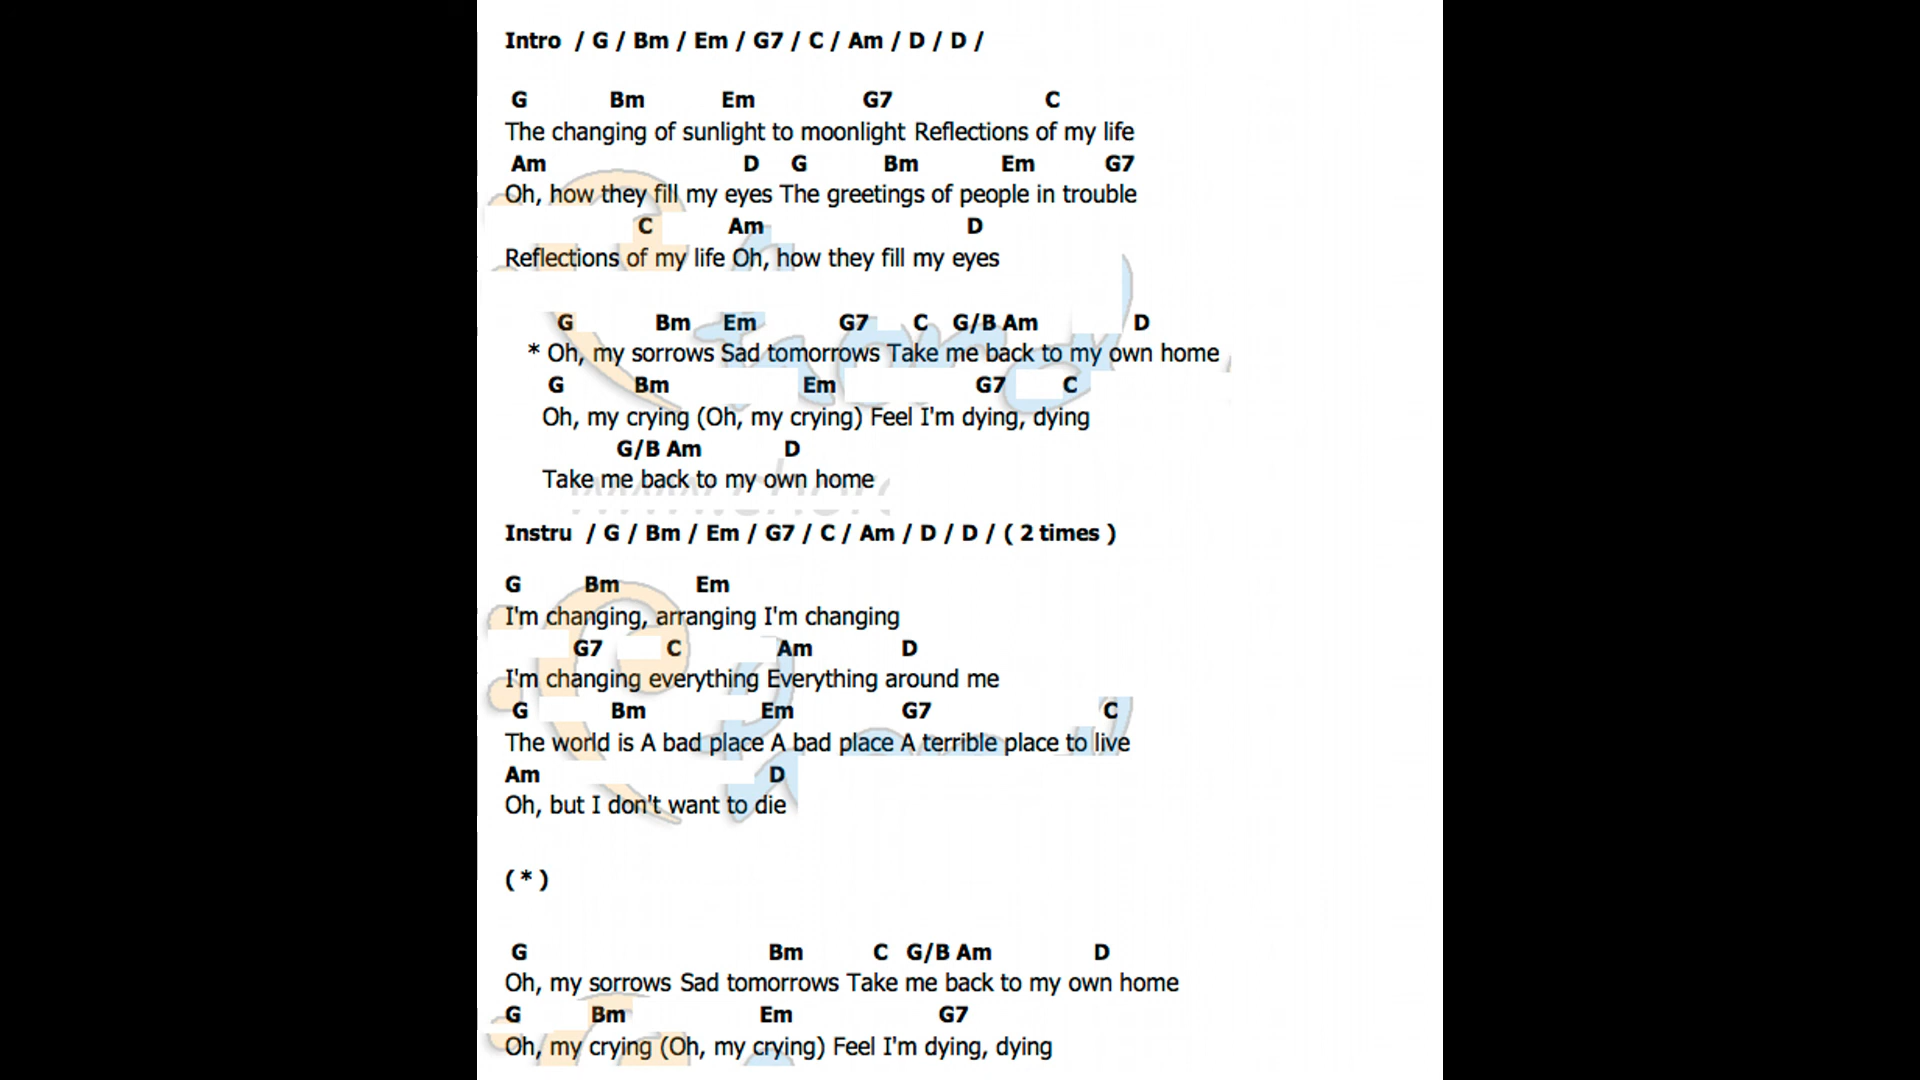 Intro / G / Bm / Em / G7 / C / Am / D / D /
G Bm Em G7 C
The changing of sunlight to moonlight Reflections of my life
Am D G Bm Em G7
Oh, how they fill my eyes The greetings of people in trouble
C Am D
Reflections of my life Oh, how they fill my eyes
G Bm Em G7 C G/B Am D
* Oh, my sorrows Sad tomorrows Take me back to my own home
G Bm Em G7 C
Oh, my crying (Oh, my crying) Feel I'm dying, dying
G/B Am D
Take me back to my own home
Instru / G / Bm / Em / G7 / C / Am / D / D / ( 2 times )
G Bm Em
I'm changing, arranging I'm changing
G7 C Am D
I'm changing everything Everything around me
G Bm Em G7 C
The world is A bad place A bad place A terrible place to live
Am D
Oh, but I don't want to die
( * )
G Bm C G/B Am D
Oh, my sorrows Sad tomorrows Take me back to my own home
G Bm Em G7
Oh, my crying (Oh, my crying) Feel I'm dying, dying